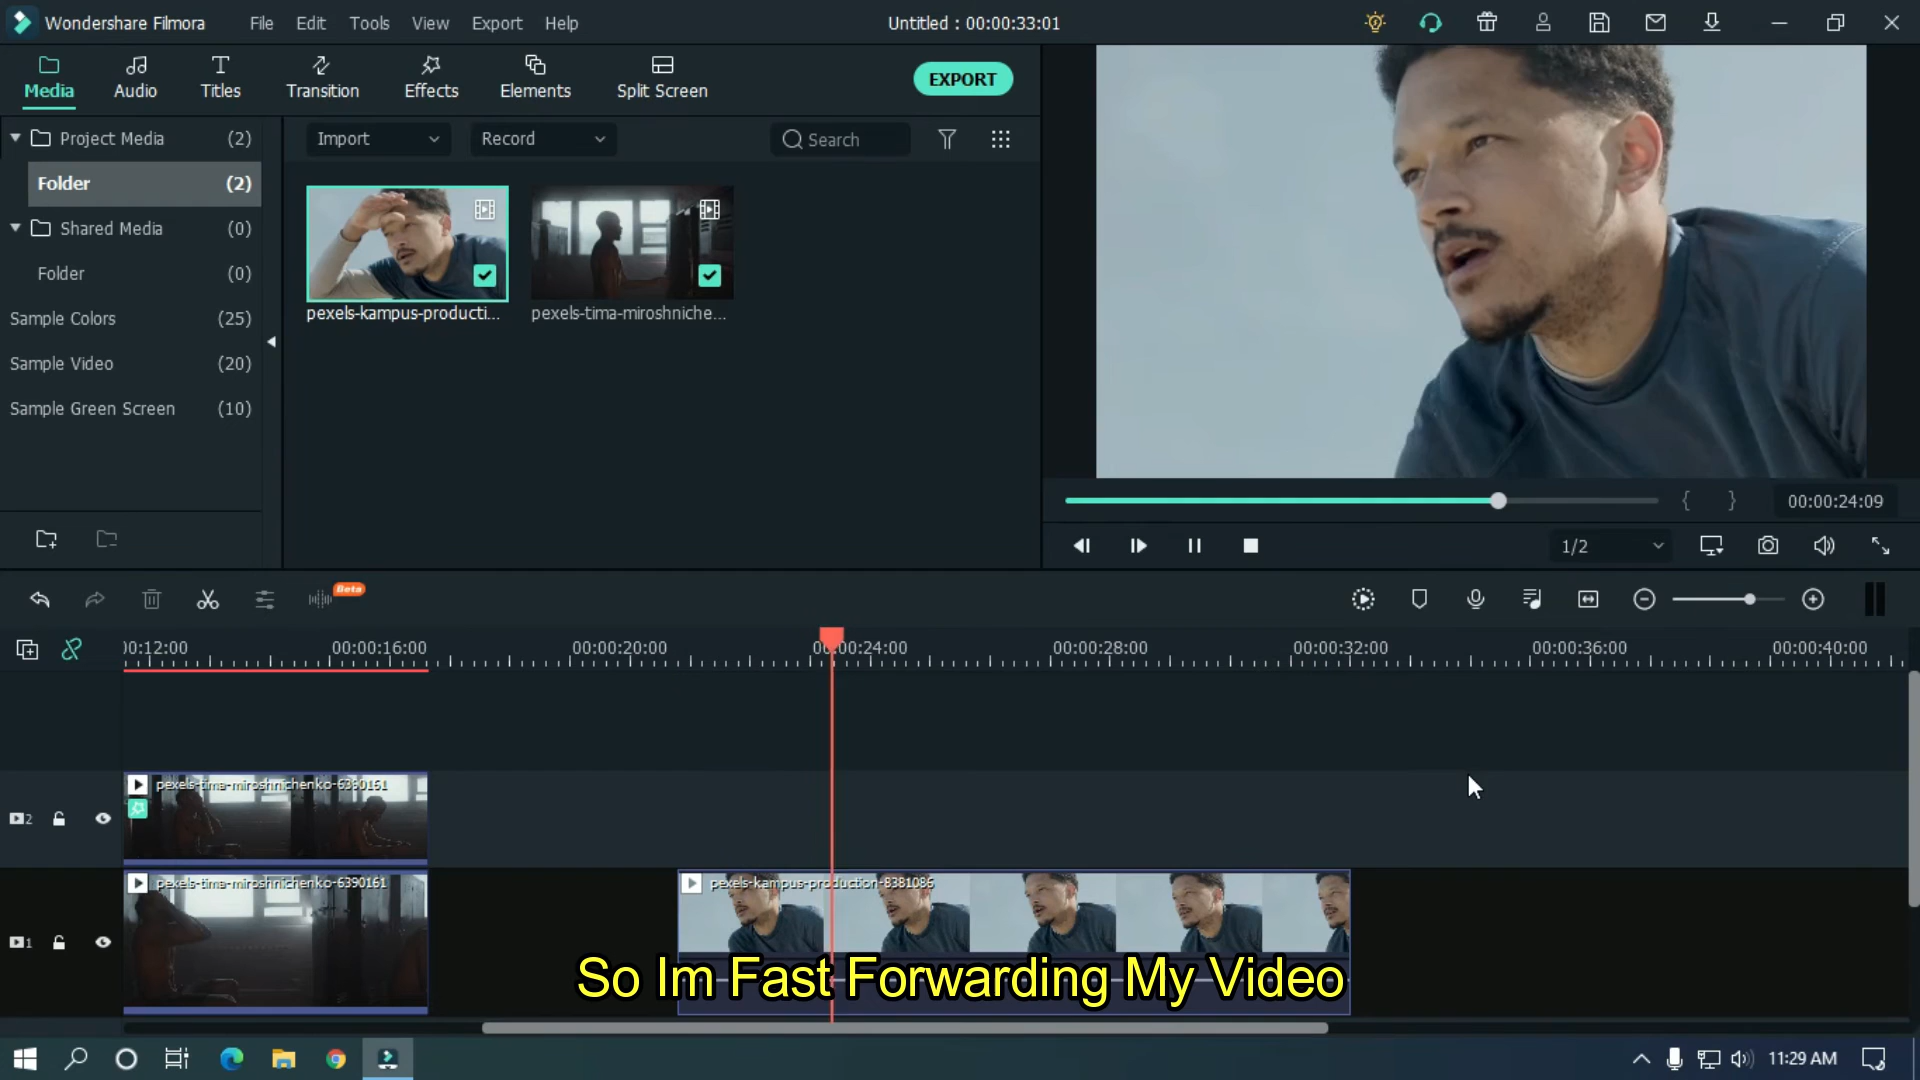 Wondershare Filmora File Edit Tools View Export Help Untitled : 00:00:33:01
Media Audio Titles Transition Effects Elements Split Screen EXPORT
Project Media (2)
Folder (2)
Shared Media (0)
Folder (0)
Sample Colors (25)
Sample Video (20)
Sample Green Screen (10)
Import Record Search
pexels-kampus-producti... pexels-tima-miroshniche...
00:00:24:09
1/2
Beta
00:00:16:00 00:00:20:00 00:00:24:00 00:00:28:00 00:00:32:00 00:00:36:00 00:00:40:00
pexels-tima-miroshnichenko-6390161
2
pexels-tima-miroshnichenko-6390161
pexels-kampus-production-8381086
1
So Im Fast Forwarding My Video
11:29 AM